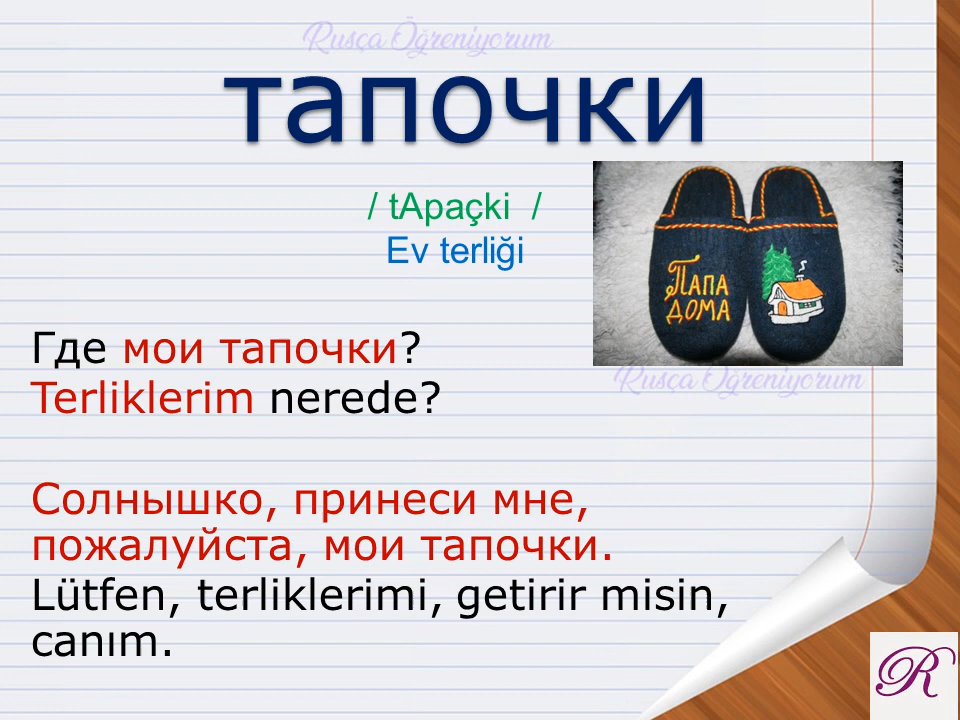 Rusça Öğreniyorum
тапочки
/ tApaçki /
Ev terliği
ПАПА
ДОМА
Rusça Öğreniyorum
Где мои тапочки?
Terliklerim nerede?
Солнышко, принеси мне,
пожалуйста, мои тапочки.
Lütfen, terliklerimi, getirir misin,
canım.
R